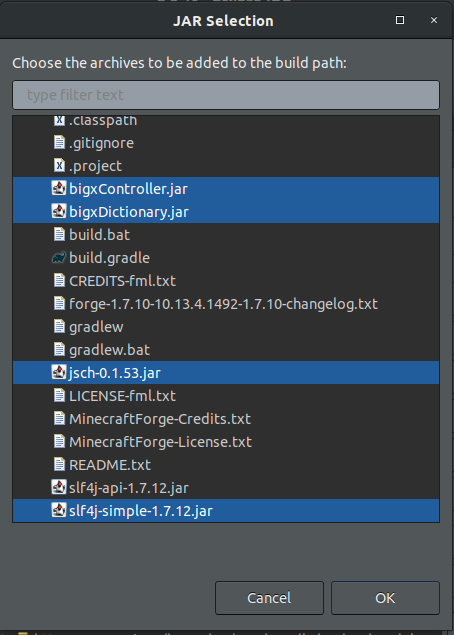 JAR Selection
Choose the archives to be added to the build path:
type filter text
.classpath
.gitignore
.project
bigxController.jar
bigxDictionary.jar
build.bat
build.gradle
CREDITS-fml.txt
forge-1.7.10-10.13.4.1492-1.7.10-changelog.txt
gradlew
gradlew.bat
jsch-0.1.53.jar
LICENSE-fml.txt
MinecraftForge-Credits.txt
MinecraftForge-License.txt
README.txt
slf4j-api-1.7.12.jar
slf4j-simple-1.7.12.jar
Cancel
OK